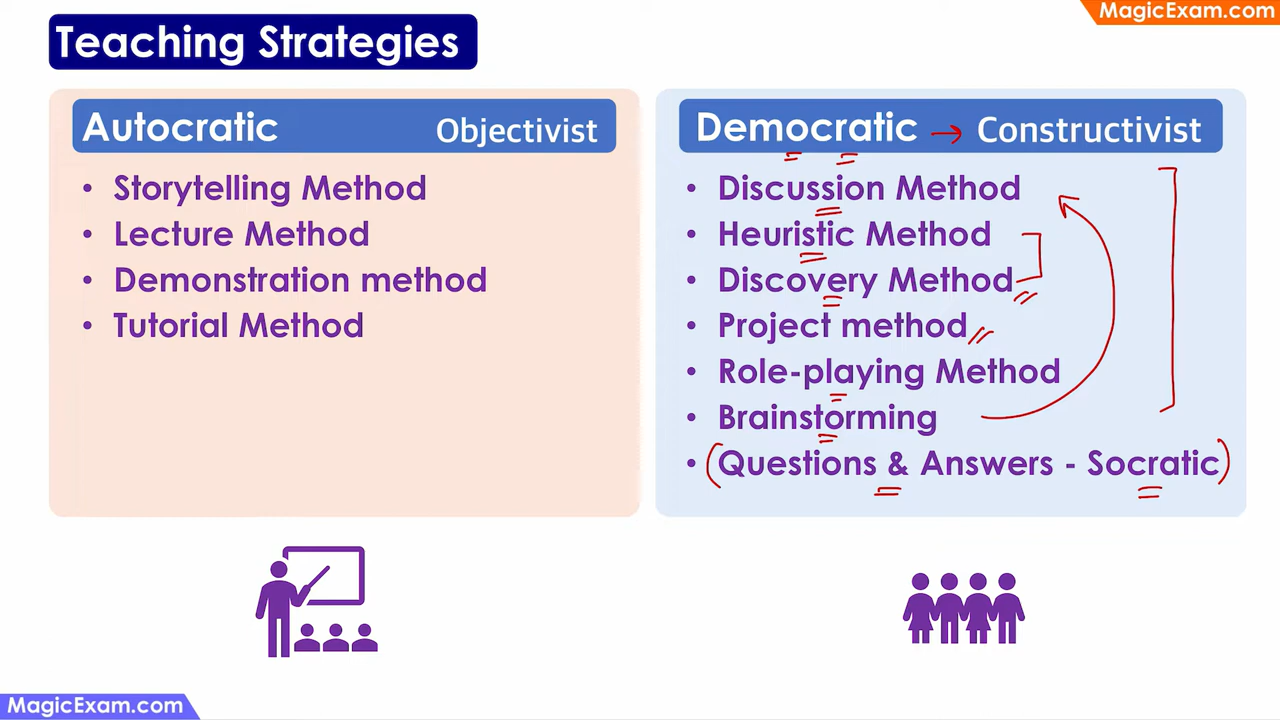 MagicExam.com
Teaching Strategies
Autocratic Objectivist
• Storytelling Method
• Lecture Method
• Demonstration method
• Tutorial Method
Democratic → Constructivist
• Discussion Method
• Heuristic Method
• Discovery Method
• Project method
• Role-playing Method
• Brainstorming
• (Questions & Answers - Socratic)
MagicExam.com